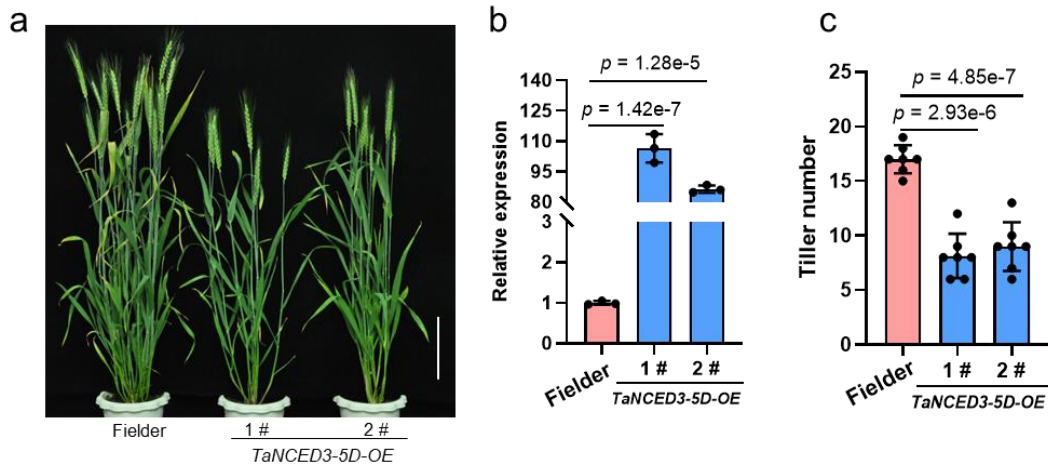 a
Fielder
1 #
2 #
TaNCED3-5D-OE
b
Relative expression
140
125
110
95
80
3
2
1
0
p = 1.28e-5
p = 1.42e-7
Fielder
1 #
2 #
TaNCED3-5D-OE
c
Tiller number
25
20
15
10
5
0
p = 4.85e-7
p = 2.93e-6
Fielder
1 #
2 #
TaNCED3-5D-OE